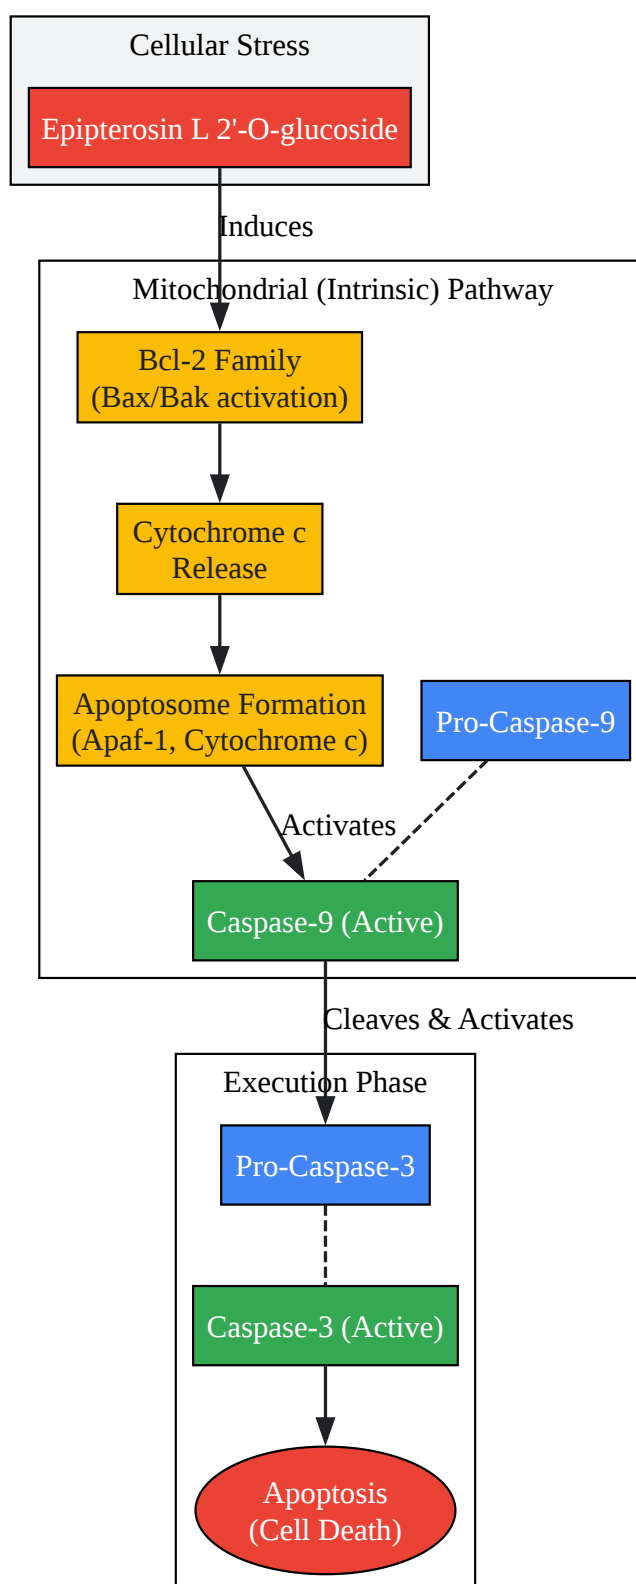 Cellular Stress
Epipterosin L 2'-O-glucoside
Induces
Mitochondrial (Intrinsic) Pathway
Bcl-2 Family
(Bax/Bak activation)
Cytochrome c
Release
Apoptosome Formation
(Apaf-1, Cytochrome c)
Pro-Caspase-9
Activates
Caspase-9 (Active)
Cleaves & Activates
Execution Phase
Pro-Caspase-3
Caspase-3 (Active)
Apoptosis
(Cell Death)